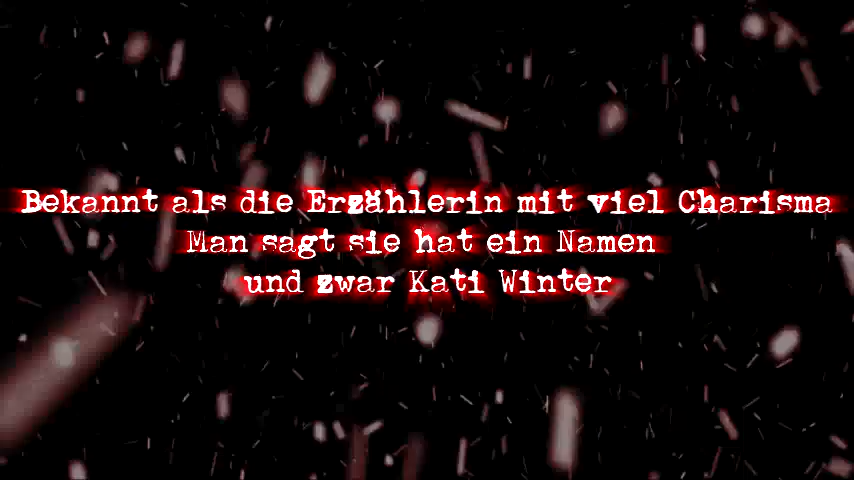 Bekannt als die Erzählerin mit viel Charisma
Man sagt sie hat ein Namen
und zwar Kati Winter